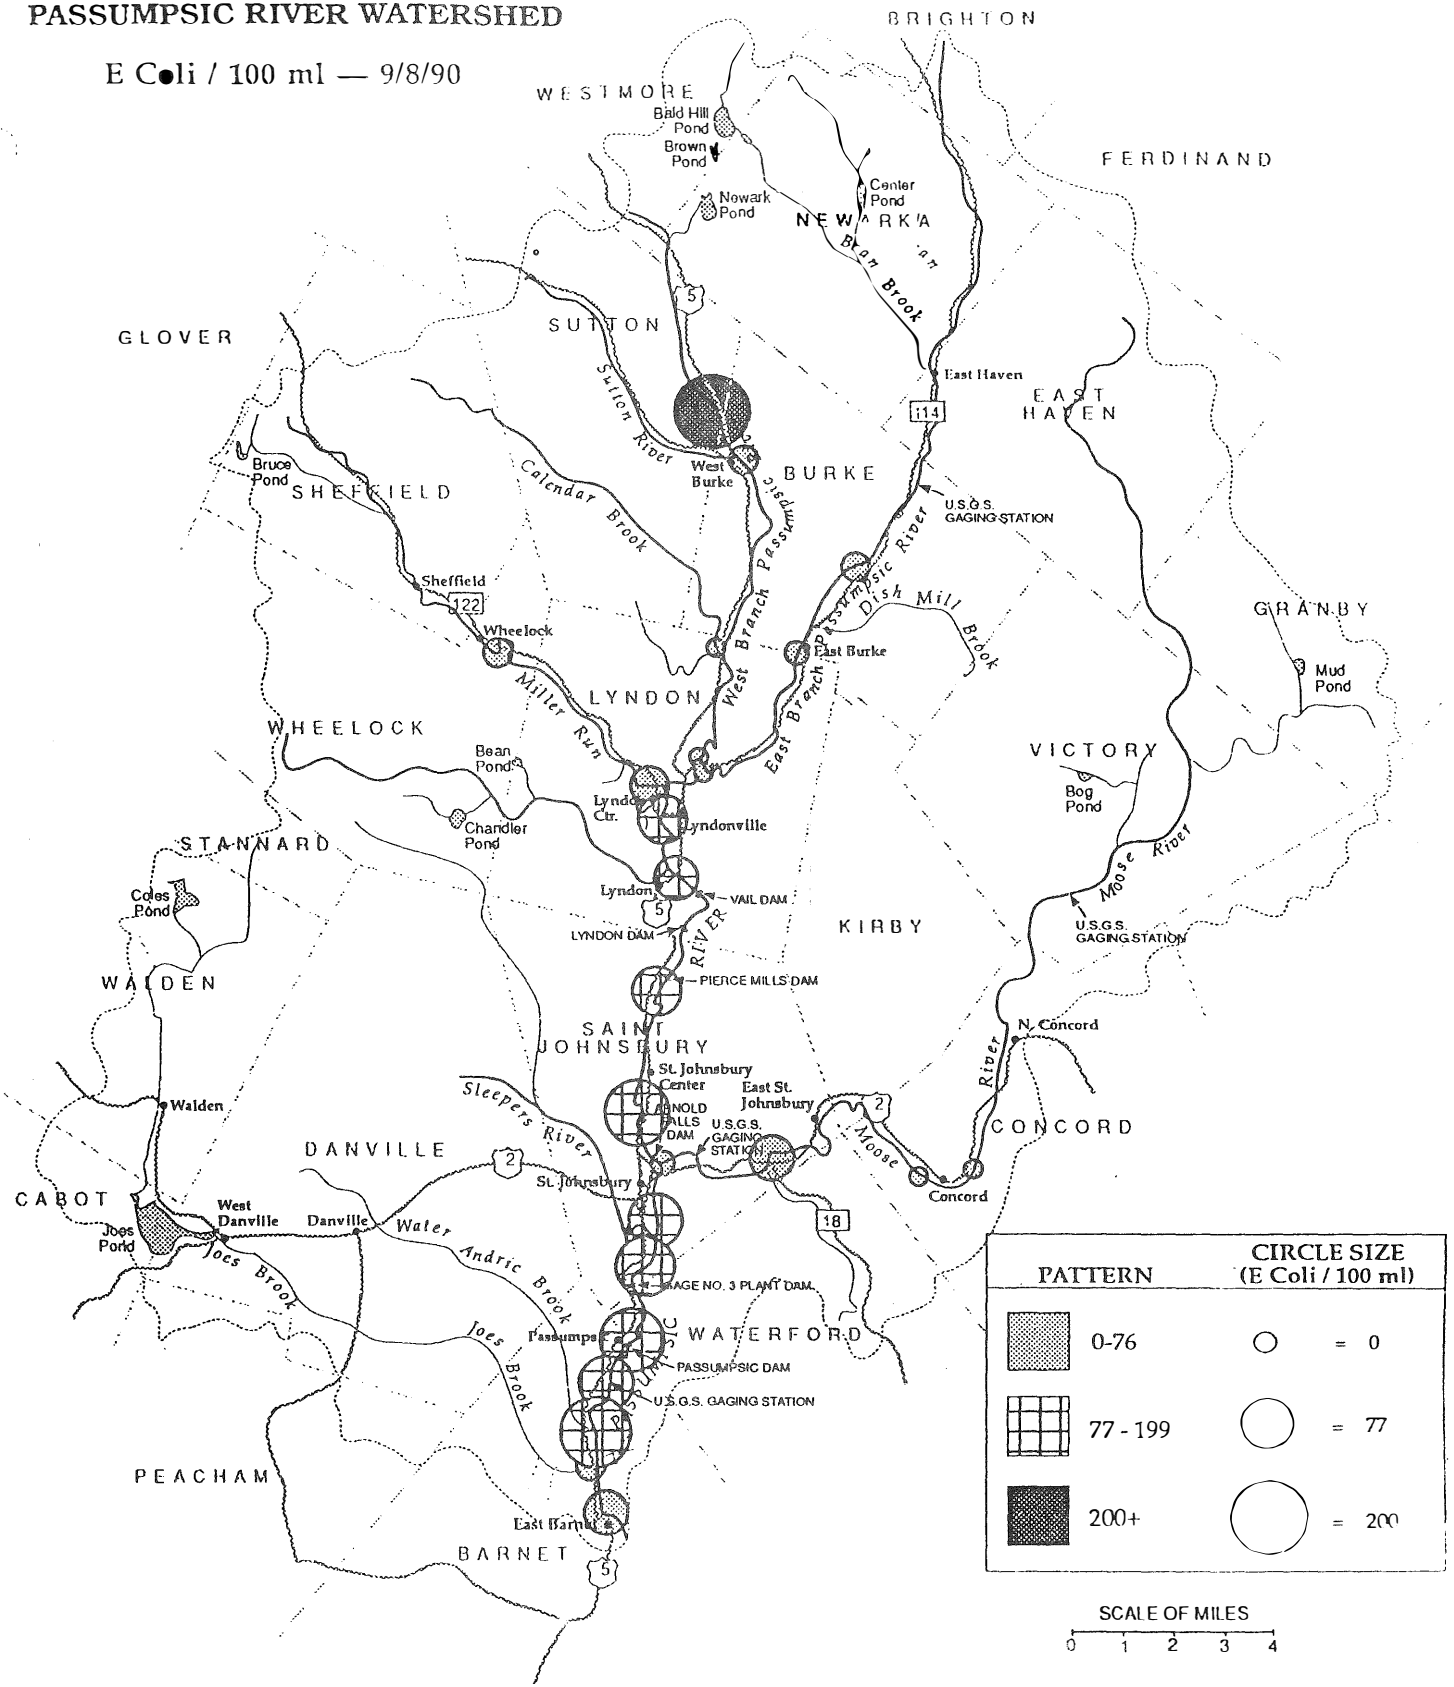 PASSUMPSIC RIVER WATERSHED
E Coli / 100 ml — 9/8/90
BRIGHTON
WESTMORE
Bald Hill
Pond
Brown
Pond
FERDINAND
Center
Pond
Newark
Pond
NEWARK
Brook
5
GLOVER
SUTTON
Sutton River
East Haven
EAST
HAVEN
114
West
Burke
BURKE
Bruce
Pond
SHEFFIELD
Calendar Brook
U.S.G.S.
GAGING STATION
Sheffield
122
Wheelock
West Branch Passumpsic
East Branch Passumpsic River
Dish Mill Brook
East Burke
GRANBY
Mud
Pond
Miller Run
LYNDON
WHEELOCK
Bean
Pond
VICTORY
Bog
Pond
Lyndon
Ctr.
Lyndonville
Chandler
Pond
STANNARD
Moose River
Coles
Pond
Lyndon
5
VAIL DAM
LYNDON DAM
RIVER
KIRBY
U.S.G.S.
GAGING STATION
WALDEN
PIERCE MILLS DAM
SAINT
JOHNSBURY
N. Concord
River
St. Johnsbury
Center
East St.
Johnsbury
Sleepers River
Walden
ARNOLD
FALLS
DAM
U.S.G.S.
GAGING
STATION
2
Moose
CONCORD
DANVILLE
2
St. Johnsbury
Concord
CABOT
West
Danville
Danville
Water Andric Brook
18
Joes
Pond
Joes Brook
GAGE NO. 3 PLANT DAM
Joes Brook
Passumpsic
WATERFORD
PASSUMPSIC DAM
PASSUMPSIC
U.S.G.S. GAGING STATION
PEACHAM
East Barnet
BARNET
5
PATTERN
CIRCLE SIZE
(E Coli / 100 ml)
0-76
= 0
77 - 199
= 77
200+
= 200
SCALE OF MILES
0 1 2 3 4